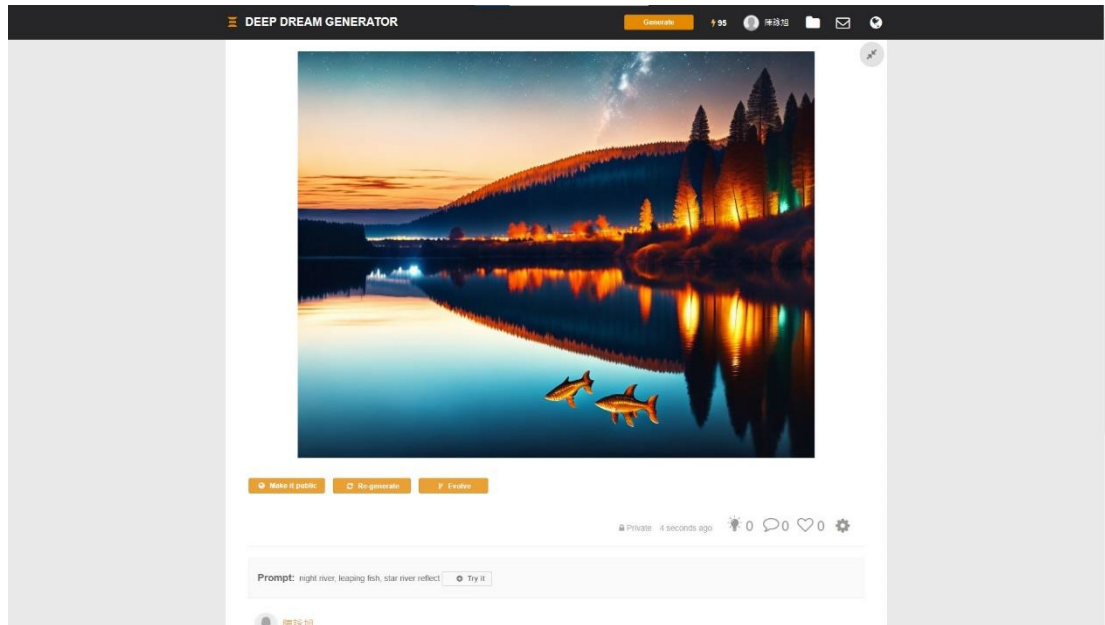 DEEP DREAM GENERATOR
Generate
95
Make it public
Re-generate
Evolve
Private 4 seconds ago 0 0 0
Prompt: night river, leaping fish, star river reflect Try it